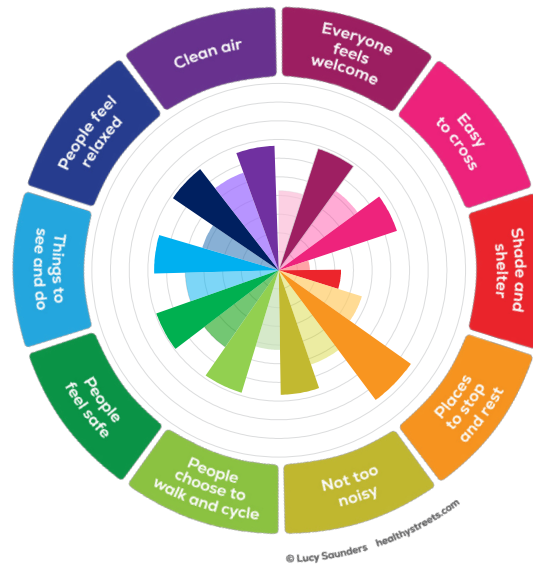 Everyone
feels
welcome
Easy
to cross
Shade and
shelter
Places
to stop
and rest
Not too
noisy
People
choose to
walk and cycle
People
feel safe
Things to
see and do
People feel
relaxed
Clean air
© Lucy Saunders healthystreets.com